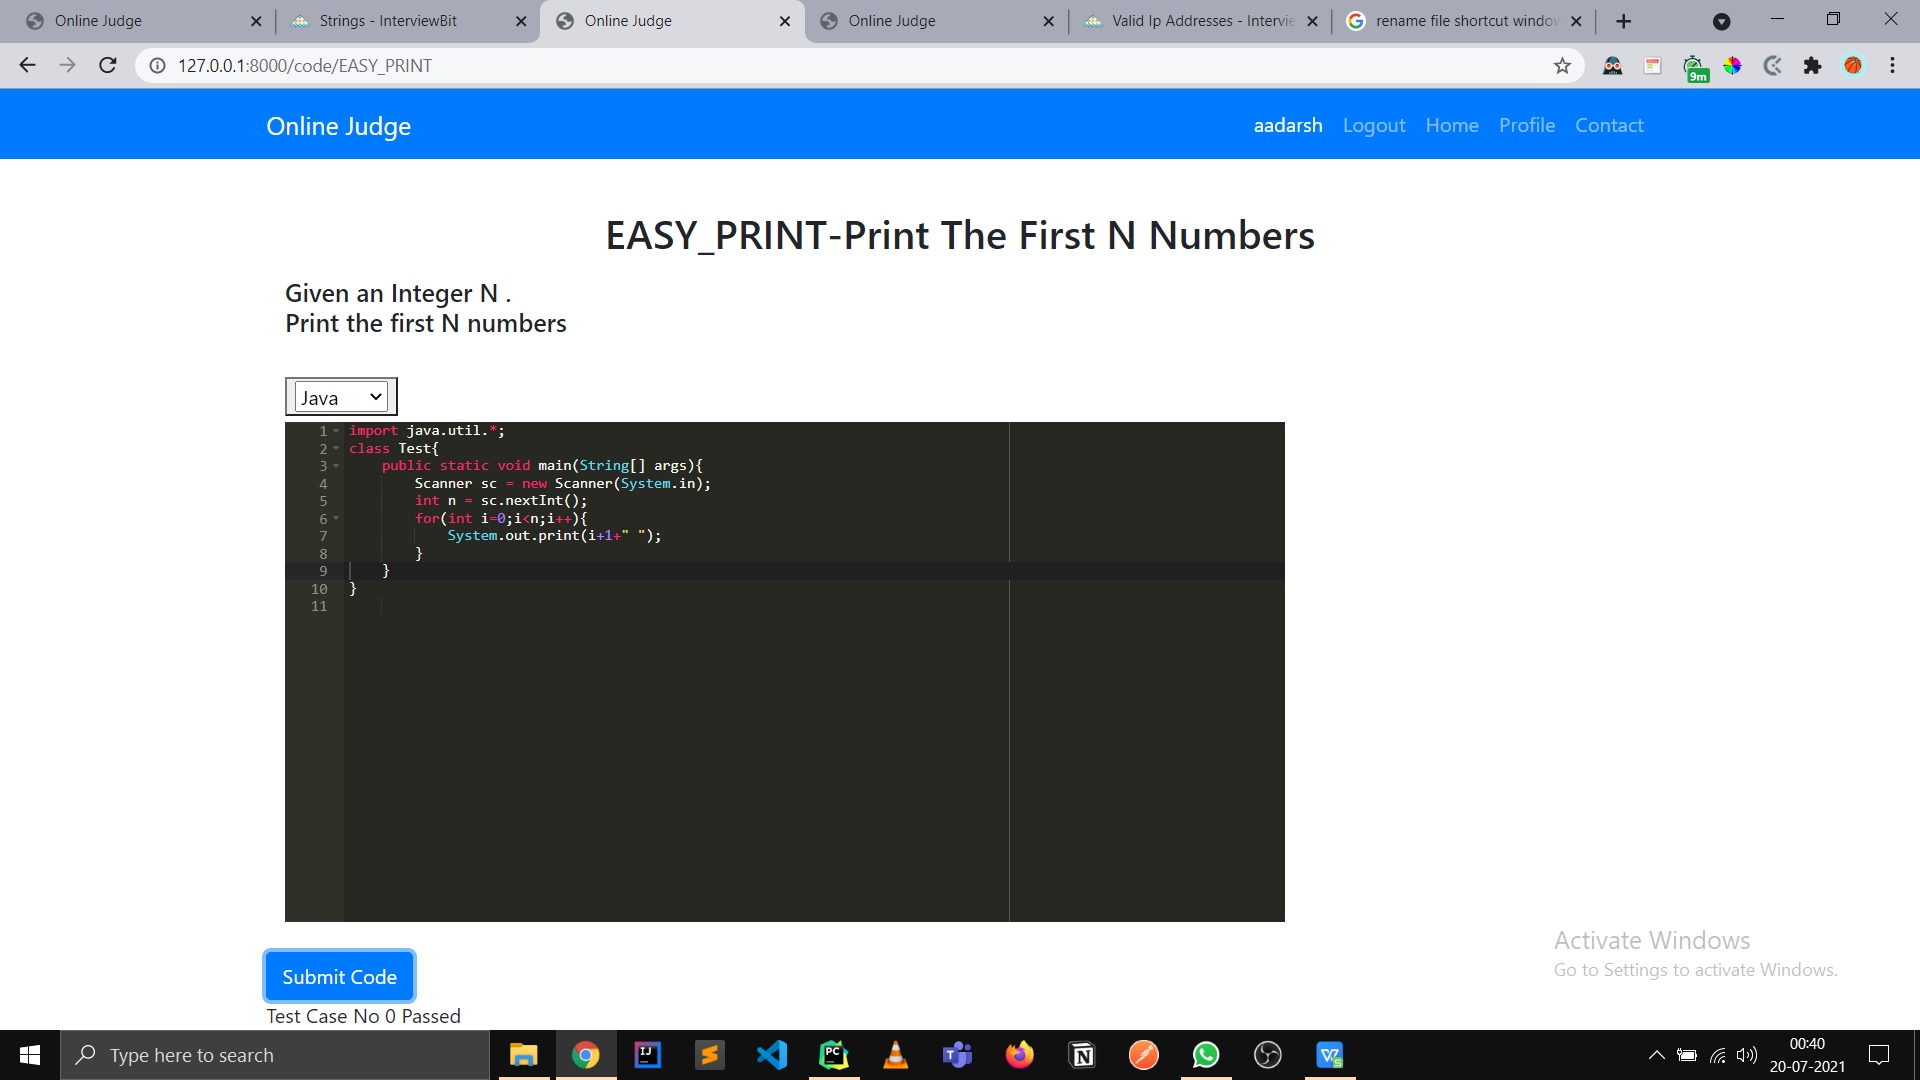 Online Judge
Strings - InterviewBit
Online Judge
Online Judge
Valid Ip Addresses - Intervie
rename file shortcut window
127.0.0.1:8000/code/EASY_PRINT
9m
Online Judge
aadarsh
Logout
Home
Profile
Contact
EASY_PRINT-Print The First N Numbers
Given an Integer N .
Print the first N numbers
Java
1 import java.util.*;
2 class Test{
3     public static void main(String[] args){
4         Scanner sc = new Scanner(System.in);
5         int n = sc.nextInt();
6         for(int i=0;i<n;i++){
7             System.out.print(i+1+" ");
8         }
9     }
10 }
11
Activate Windows
Go to Settings to activate Windows.
Submit Code
Test Case No 0 Passed
Type here to search
00:40
20-07-2021